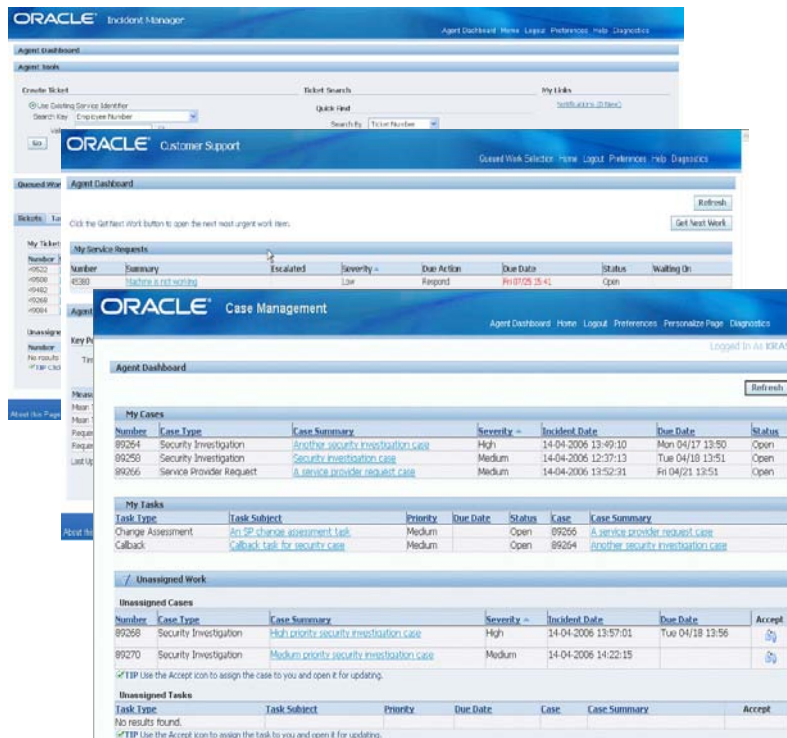 ORACLE Incident Manager
Agent Dashboard Home Logout Preferences Help Diagnostics
Agent Dashboard
Agent Tools
Create Ticket Ticket Search My Links
Use Existing Service Identifier Quick Find
Search Key Employee Number Search By Ticket Number
Go
Tickets
Number
No results
About this Page
ORACLE Customer Support
Queued Work Selection Home Logout Preferences Help Diagnostics
Agent Dashboard
Refresh
Click the Get Next Work button to open the next most urgent work item. Get Next Work
My Service Requests
Number Summary Escalated Severity Due Action Due Date Status Waiting On
45380 Machine is not working Low Respond Fri 07/25 15:41 Open
ORACLE Case Management
Agent Dashboard Home Logout Preferences Personalize Page Diagnostics
Logged In As KRAS
Agent Dashboard
Refresh
My Cases
Number Case Type Case Summary Severity Incident Date Due Date Status
89264 Security Investigation Another security investigation case High 14-04-2006 13:49:10 Mon 04/17 13:50 Open
89258 Security Investigation Security investigation case Medium 14-04-2006 12:37:13 Tue 04/18 13:51 Open
89266 Service Provider Request A service provider request case Medium 14-04-2006 13:52:31 Fri 04/21 13:51 Open
My Tasks
Task Type Task Subject Priority Due Date Status Case Case Summary
Change Assessment An SP change assessment task Medium Open 89266 A service provider request case
Callback Callback task for security case Medium Open 89264 Another security investigation case
Unassigned Work
Unassigned Cases
Number Case Type Case Summary Severity Incident Date Due Date Accept
89268 Security Investigation High priority security investigation case High 14-04-2006 13:57:01 Tue 04/18 13:56
89270 Security Investigation Medium priority security investigation case Medium 14-04-2006 14:22:15
TIP Use the Accept icon to assign the case to you and open it for updating.
Unassigned Tasks
Task Type Task Subject Priority Due Date Case Case Summary Accept
No results found.
TIP Use the Accept icon to assign the task to you and open it for updating.